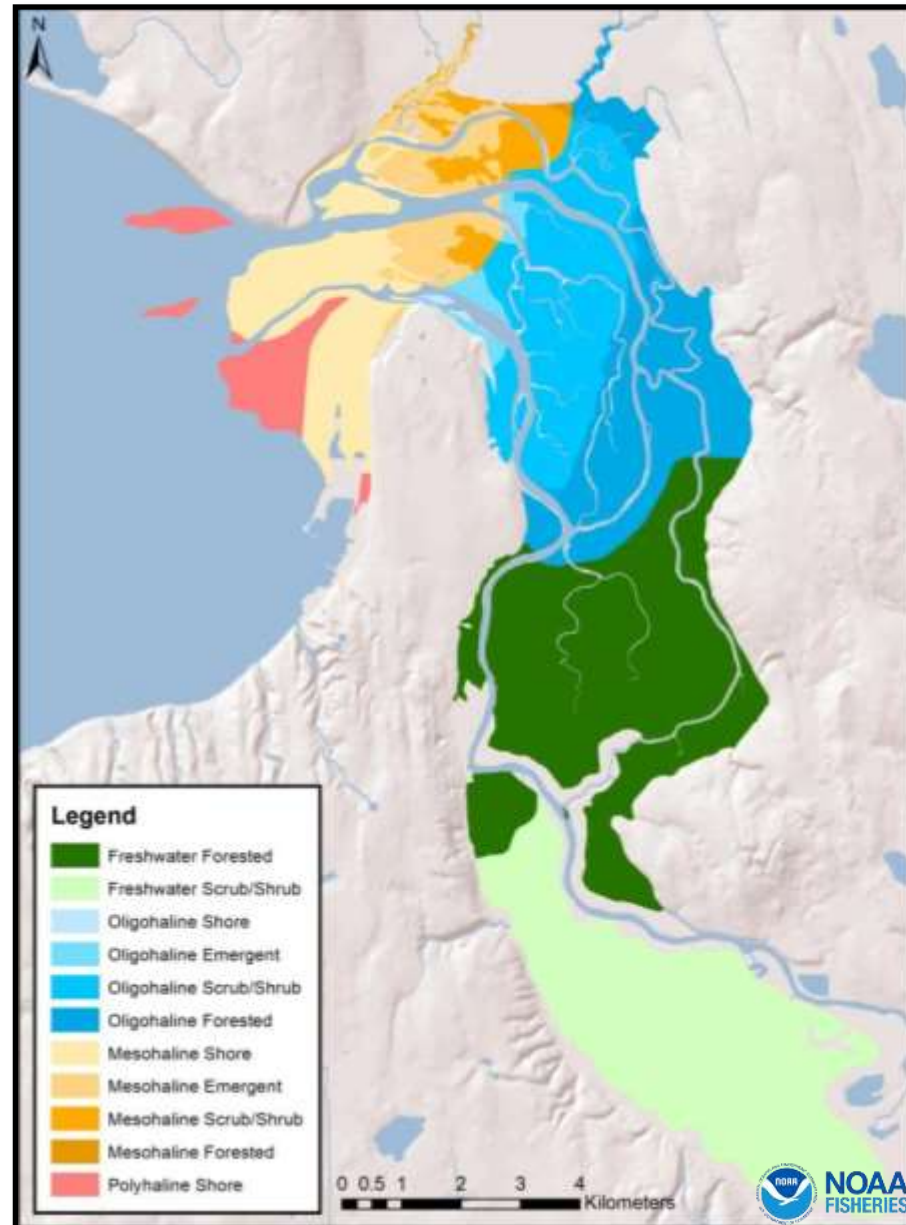 N
Legend
Freshwater Forested
Freshwater Scrub/Shrub
Oligohaline Shore
Oligohaline Emergent
Oligohaline Scrub/Shrub
Oligohaline Forested
Mesohaline Shore
Mesohaline Emergent
Mesohaline Scrub/Shrub
Mesohaline Forested
Polyhaline Shore
0 0.5 1 2 3 4
Kilometers
NOAA
NOAA
FISHERIES